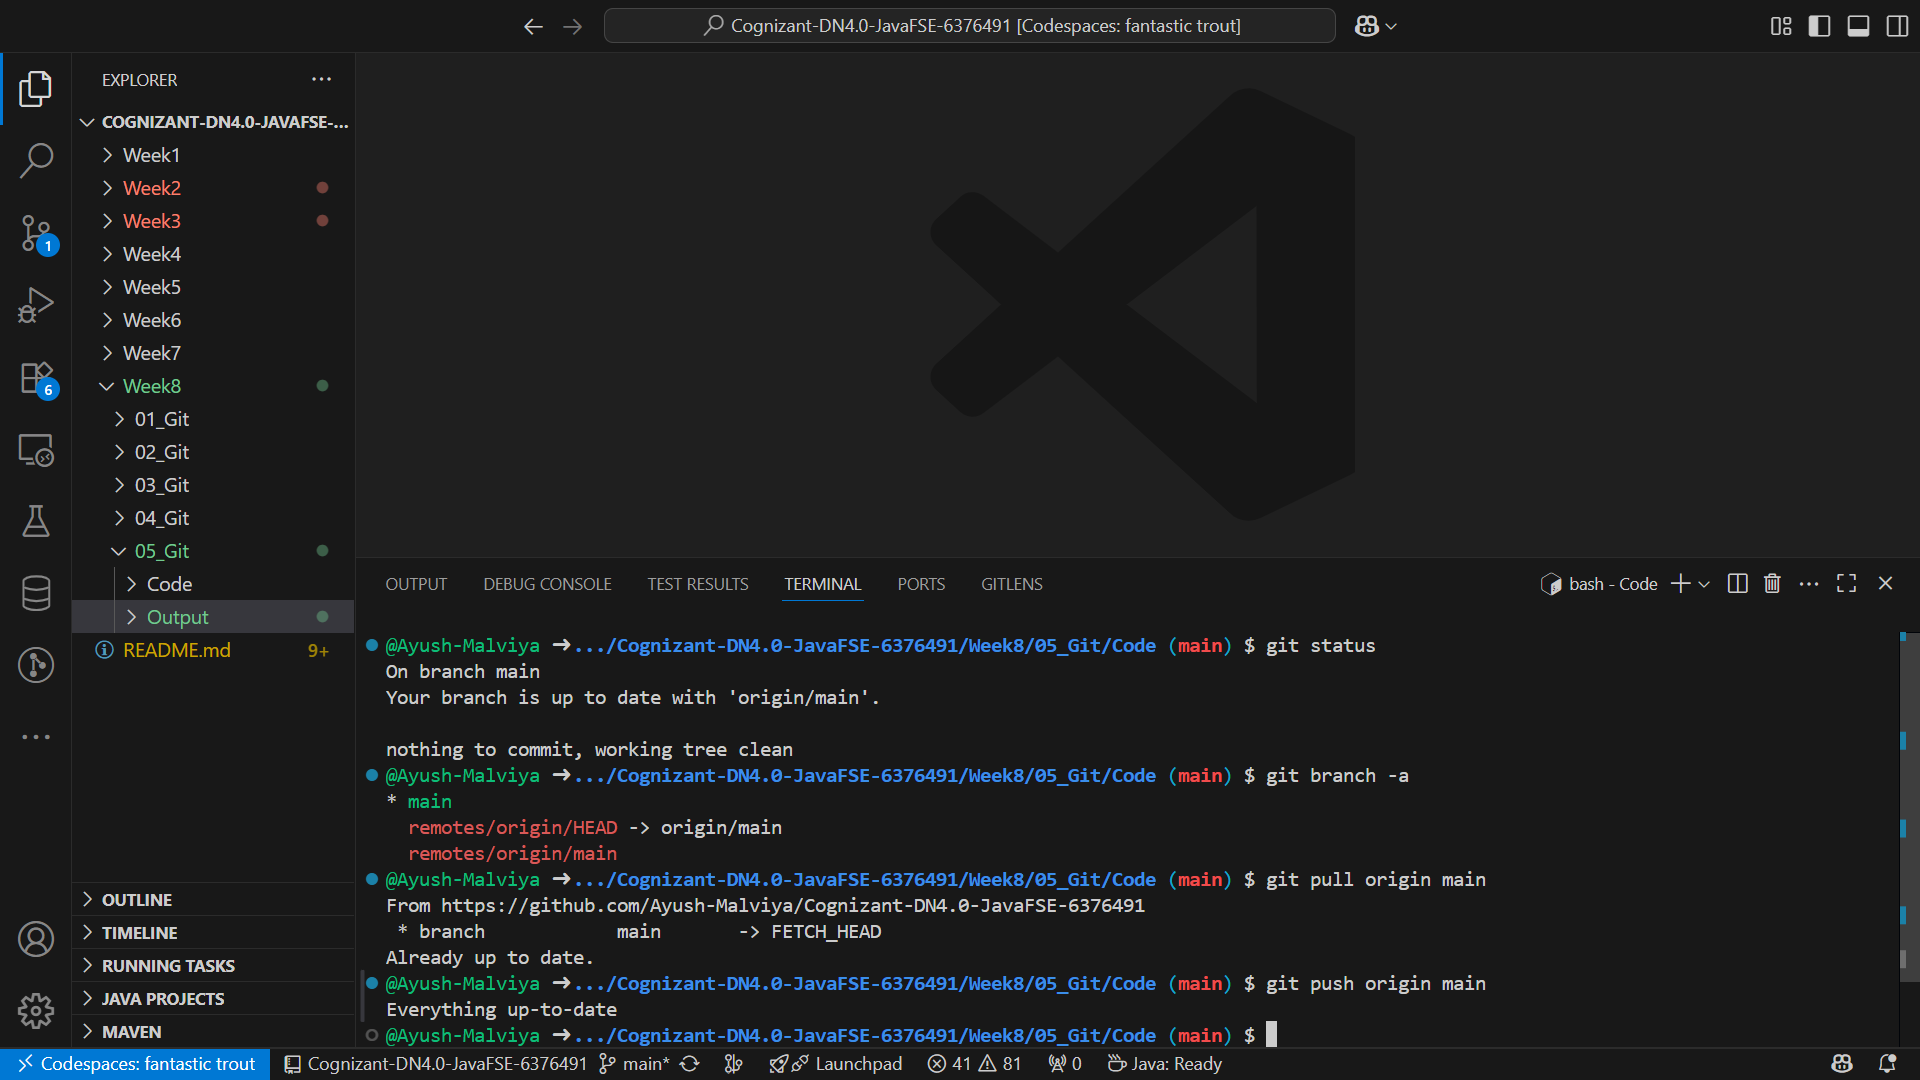 Cognizant-DN4.0-JavaFSE-6376491 [Codespaces: fantastic trout]
EXPLORER
COGNIZANT-DN4.0-JAVAFSE-...
Week1
Week2
Week3
Week4
Week5
Week6
Week7
Week8
01_Git
02_Git
03_Git
04_Git
05_Git
Code
Output
README.md 9+
1
6
OUTLINE
TIMELINE
RUNNING TASKS
JAVA PROJECTS
MAVEN
OUTPUT DEBUG CONSOLE TEST RESULTS TERMINAL PORTS GITLENS
bash - Code
@Ayush-Malviya ➜.../Cognizant-DN4.0-JavaFSE-6376491/Week8/05_Git/Code (main) $ git status
On branch main
Your branch is up to date with 'origin/main'.
nothing to commit, working tree clean
@Ayush-Malviya ➜.../Cognizant-DN4.0-JavaFSE-6376491/Week8/05_Git/Code (main) $ git branch -a
* main
remotes/origin/HEAD -> origin/main
remotes/origin/main
@Ayush-Malviya ➜.../Cognizant-DN4.0-JavaFSE-6376491/Week8/05_Git/Code (main) $ git pull origin main
From https://github.com/Ayush-Malviya/Cognizant-DN4.0-JavaFSE-6376491
* branch main -> FETCH_HEAD
Already up to date.
@Ayush-Malviya ➜.../Cognizant-DN4.0-JavaFSE-6376491/Week8/05_Git/Code (main) $ git push origin main
Everything up-to-date
@Ayush-Malviya ➜.../Cognizant-DN4.0-JavaFSE-6376491/Week8/05_Git/Code (main) $
Codespaces: fantastic trout Cognizant-DN4.0-JavaFSE-6376491 main* Launchpad 41 81 0 Java: Ready